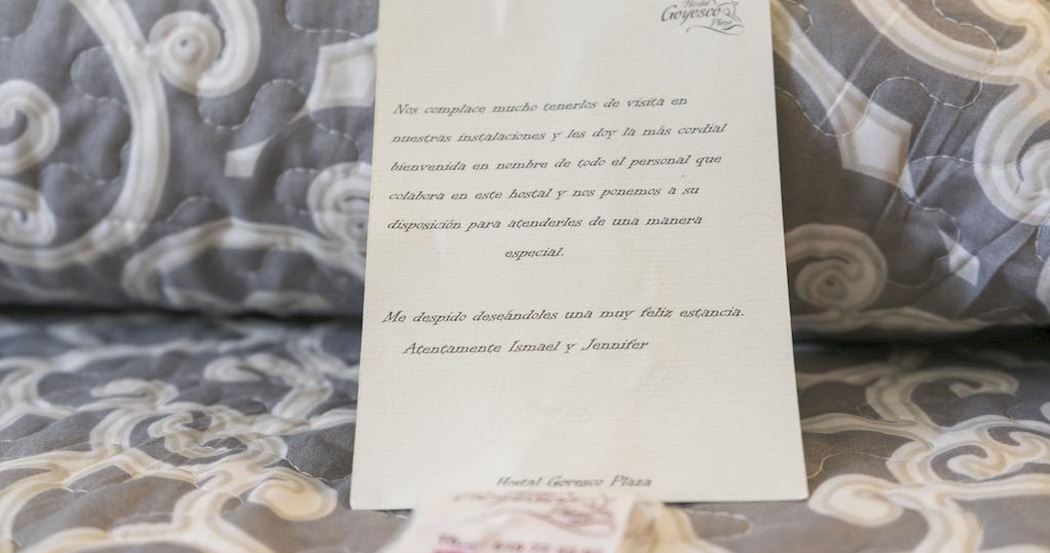 Hostal
Goyesco
Plaza
Nos complace mucho tenerlos de visita en
nuestras instalaciones y les doy la más cordial
bienvenida en nombre de todo el personal que
colabora en este hostal y nos ponemos a su
disposición para atenderles de una manera
especial.
Me despido deseándoles una muy feliz estancia.
Atentamente Ismael y Jennifer
Hostal Goyesco Plaza